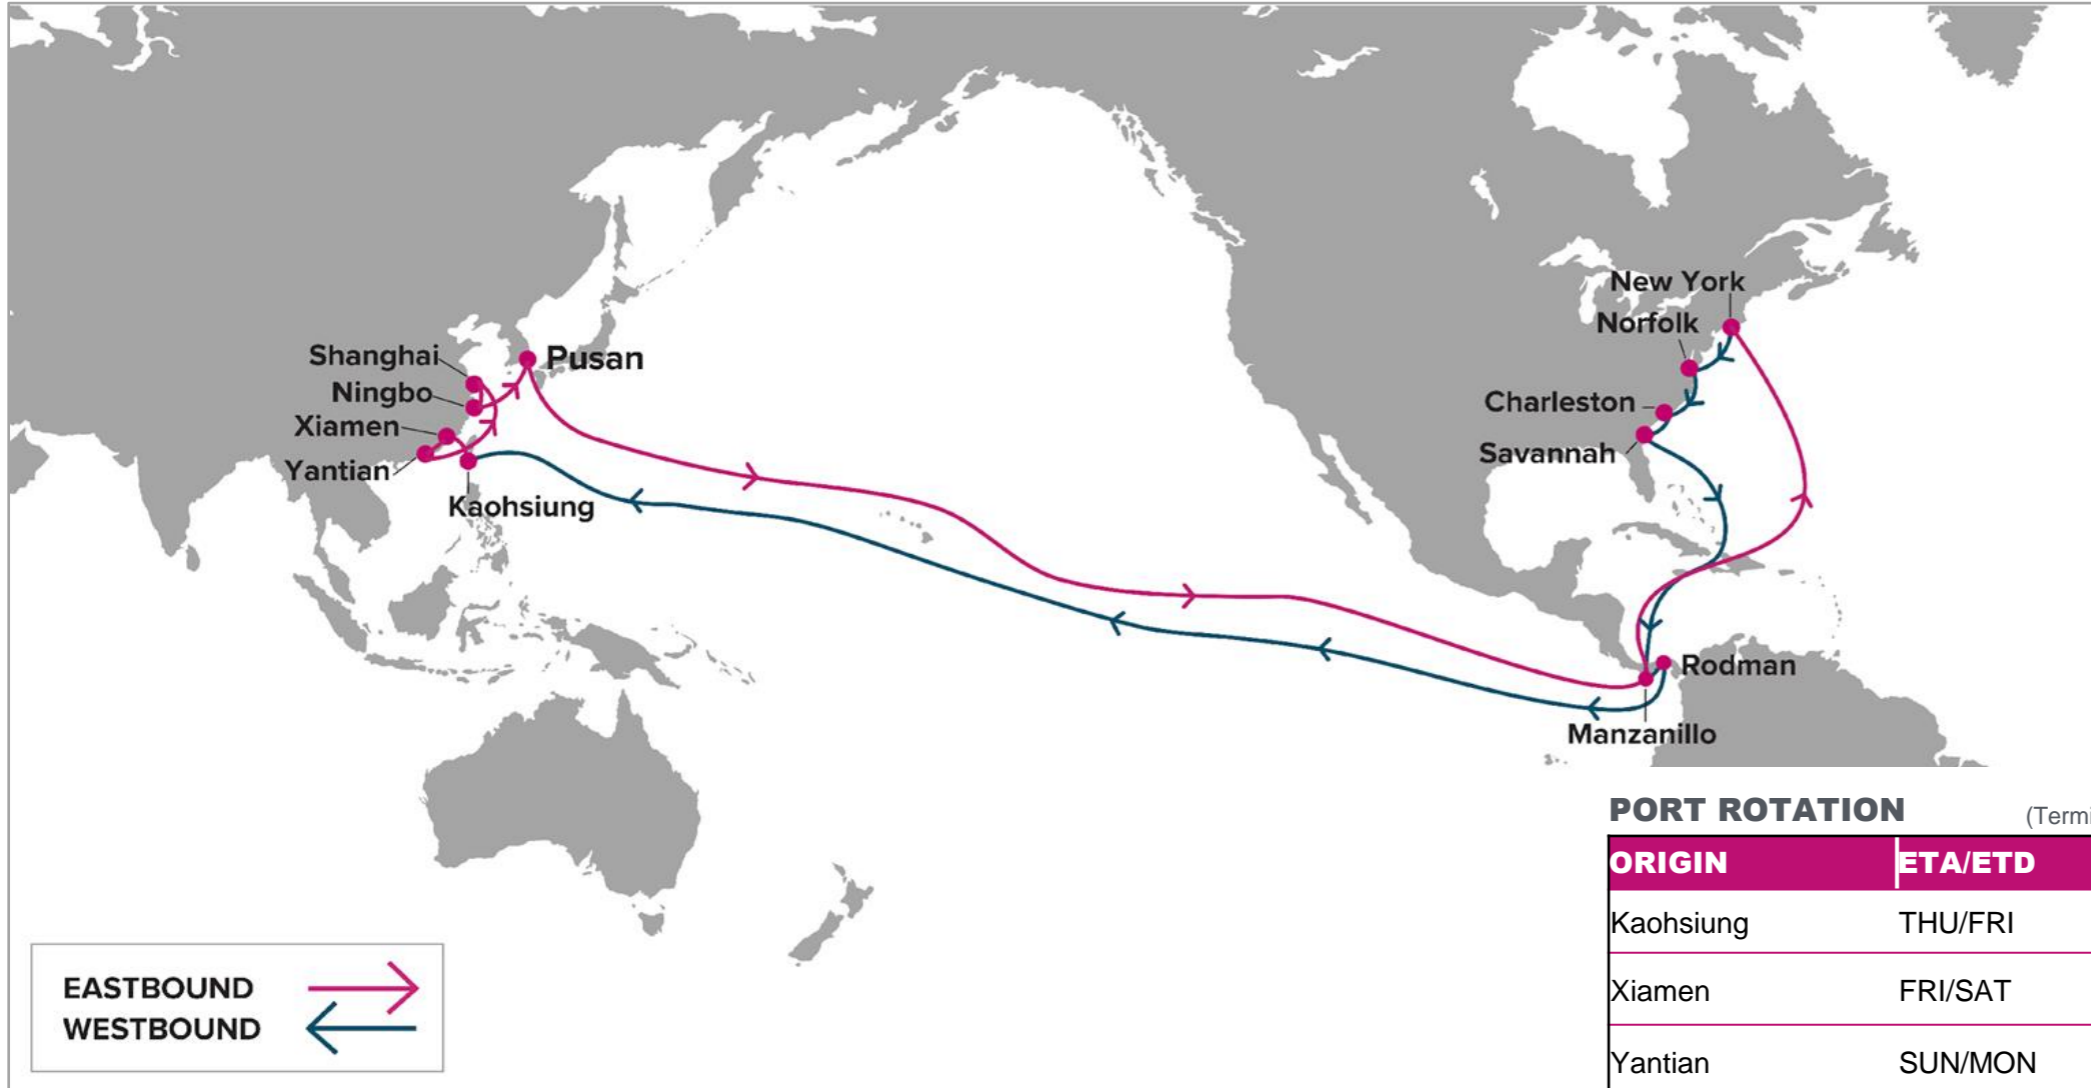 New York
Norfolk
Shanghai
Pusan
Ningbo
Charleston
Xiamen
Savannah
Yantian
Kaohsiung
Rodman
Manzanillo
PORT ROTATION (Termi
ORIGIN ETA/ETD
Kaohsiung THU/FRI
Xiamen FRI/SAT
Yantian SUN/MON
EASTBOUND
WESTBOUND